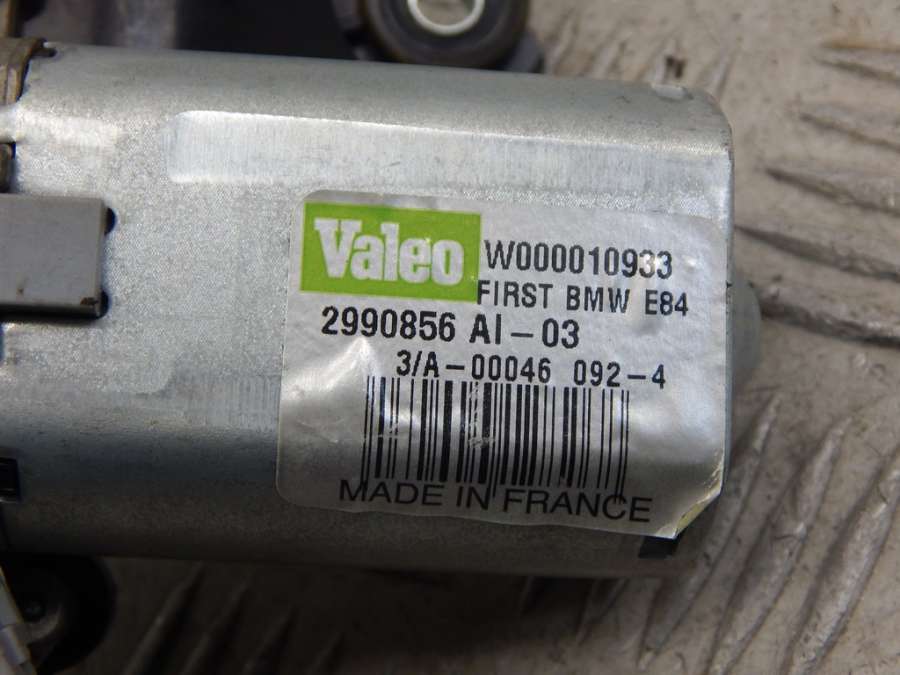 Valeo W000010933
FIRST BMW E84
2990856 AI-03
3/A-00046 092-4
MADE IN FRANCE